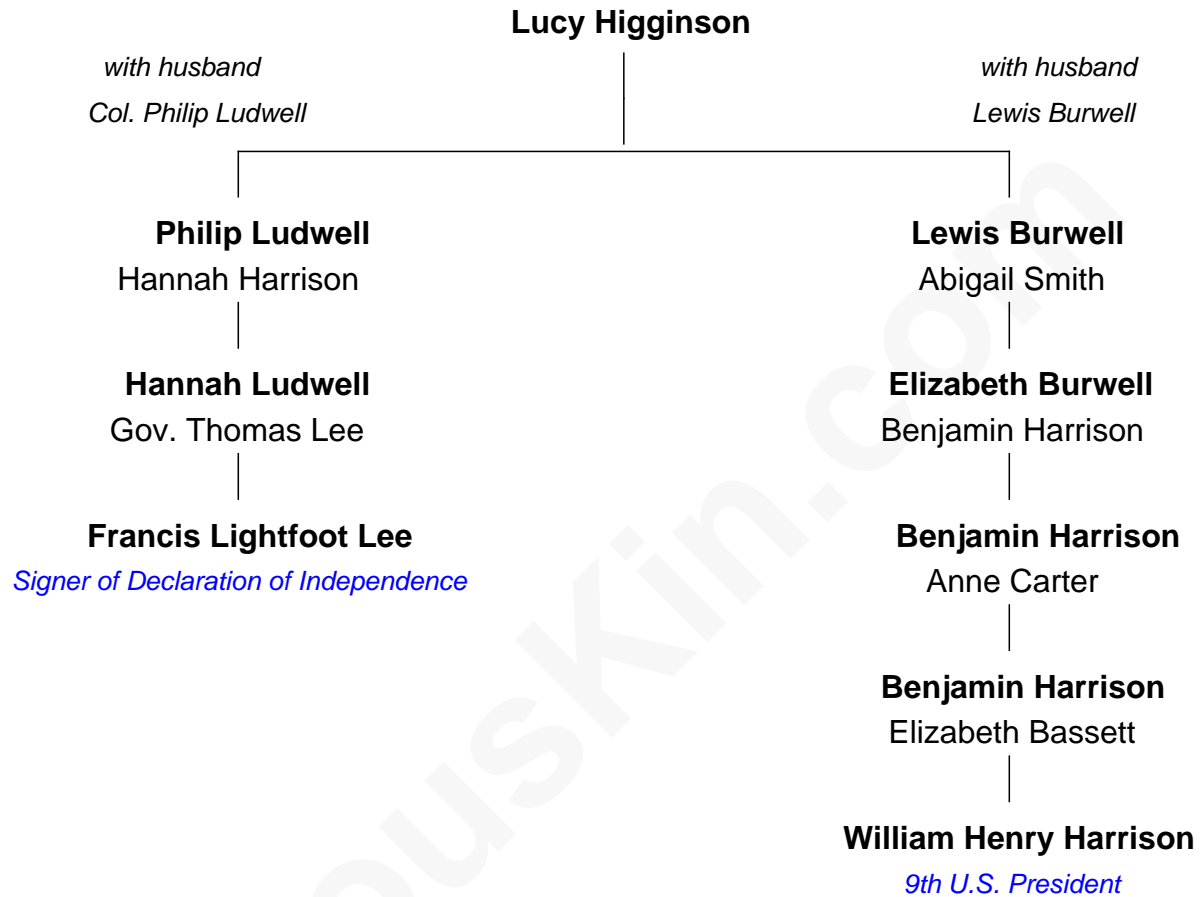 Lucy Higginson
with husband
Col. Philip Ludwell
with husband
Lewis Burwell
Philip Ludwell
Hannah Harrison
Hannah Ludwell
Gov. Thomas Lee
Francis Lightfoot Lee
Signer of Declaration of Independence
Lewis Burwell
Abigail Smith
Elizabeth Burwell
Benjamin Harrison
Benjamin Harrison
Anne Carter
Benjamin Harrison
Elizabeth Bassett
William Henry Harrison
9th U.S. President
ousKin.com